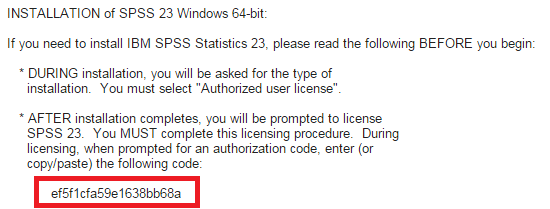 INSTALLATION of SPSS 23 Windows 64-bit:
If you need to install IBM SPSS Statistics 23, please read the following BEFORE you begin:
* DURING installation, you will be asked for the type of
installation. You must select "Authorized user license".
* AFTER installation completes, you will be prompted to license
SPSS 23. You MUST complete this licensing procedure. During
licensing, when prompted for an authorization code, enter (or
copy/paste) the following code:
ef5f1cfa59e1638bb68a